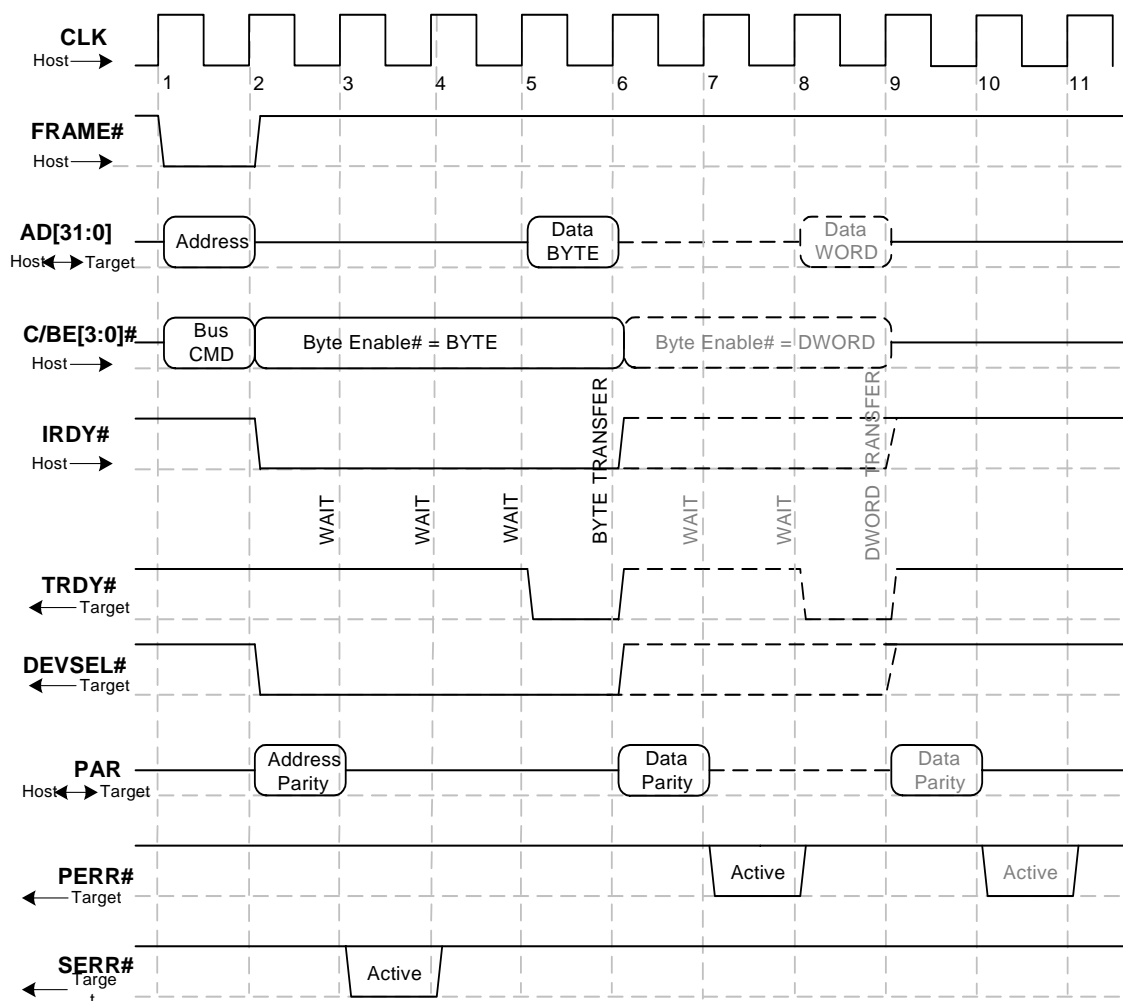 CLK
Host
1 2 3 4 5 6 7 8 9 10 11
FRAME#
Host
AD[31:0]
Host Target
Address
Data
BYTE
Data
WORD
C/BE[3:0]#
Host
Bus
CMD
Byte Enable# = BYTE
Byte Enable# = DWORD
IRDY#
Host
WAIT
WAIT
WAIT
BYTE TRANSFER
WAIT
WAIT
DWORD TRANSFER
TRDY#
Target
DEVSEL#
Target
PAR
Host Target
Address
Parity
Data
Parity
Data
Parity
PERR#
Target
Active
Active
SERR#
Targe
t
Active